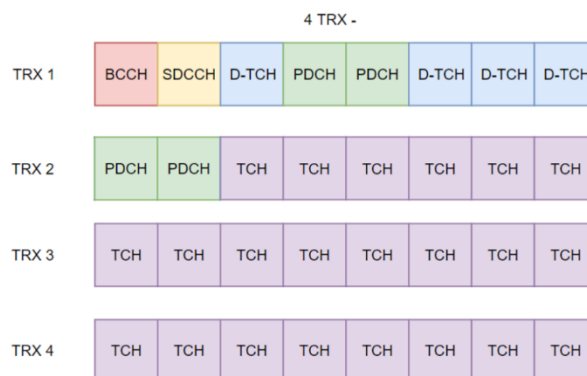 4 TRX -
TRX 1 BCCH SDCCH D-TCH PDCH PDCH D-TCH D-TCH D-TCH
TRX 2 PDCH PDCH TCH TCH TCH TCH TCH TCH
TRX 3 TCH TCH TCH TCH TCH TCH TCH TCH
TRX 4 TCH TCH TCH TCH TCH TCH TCH TCH